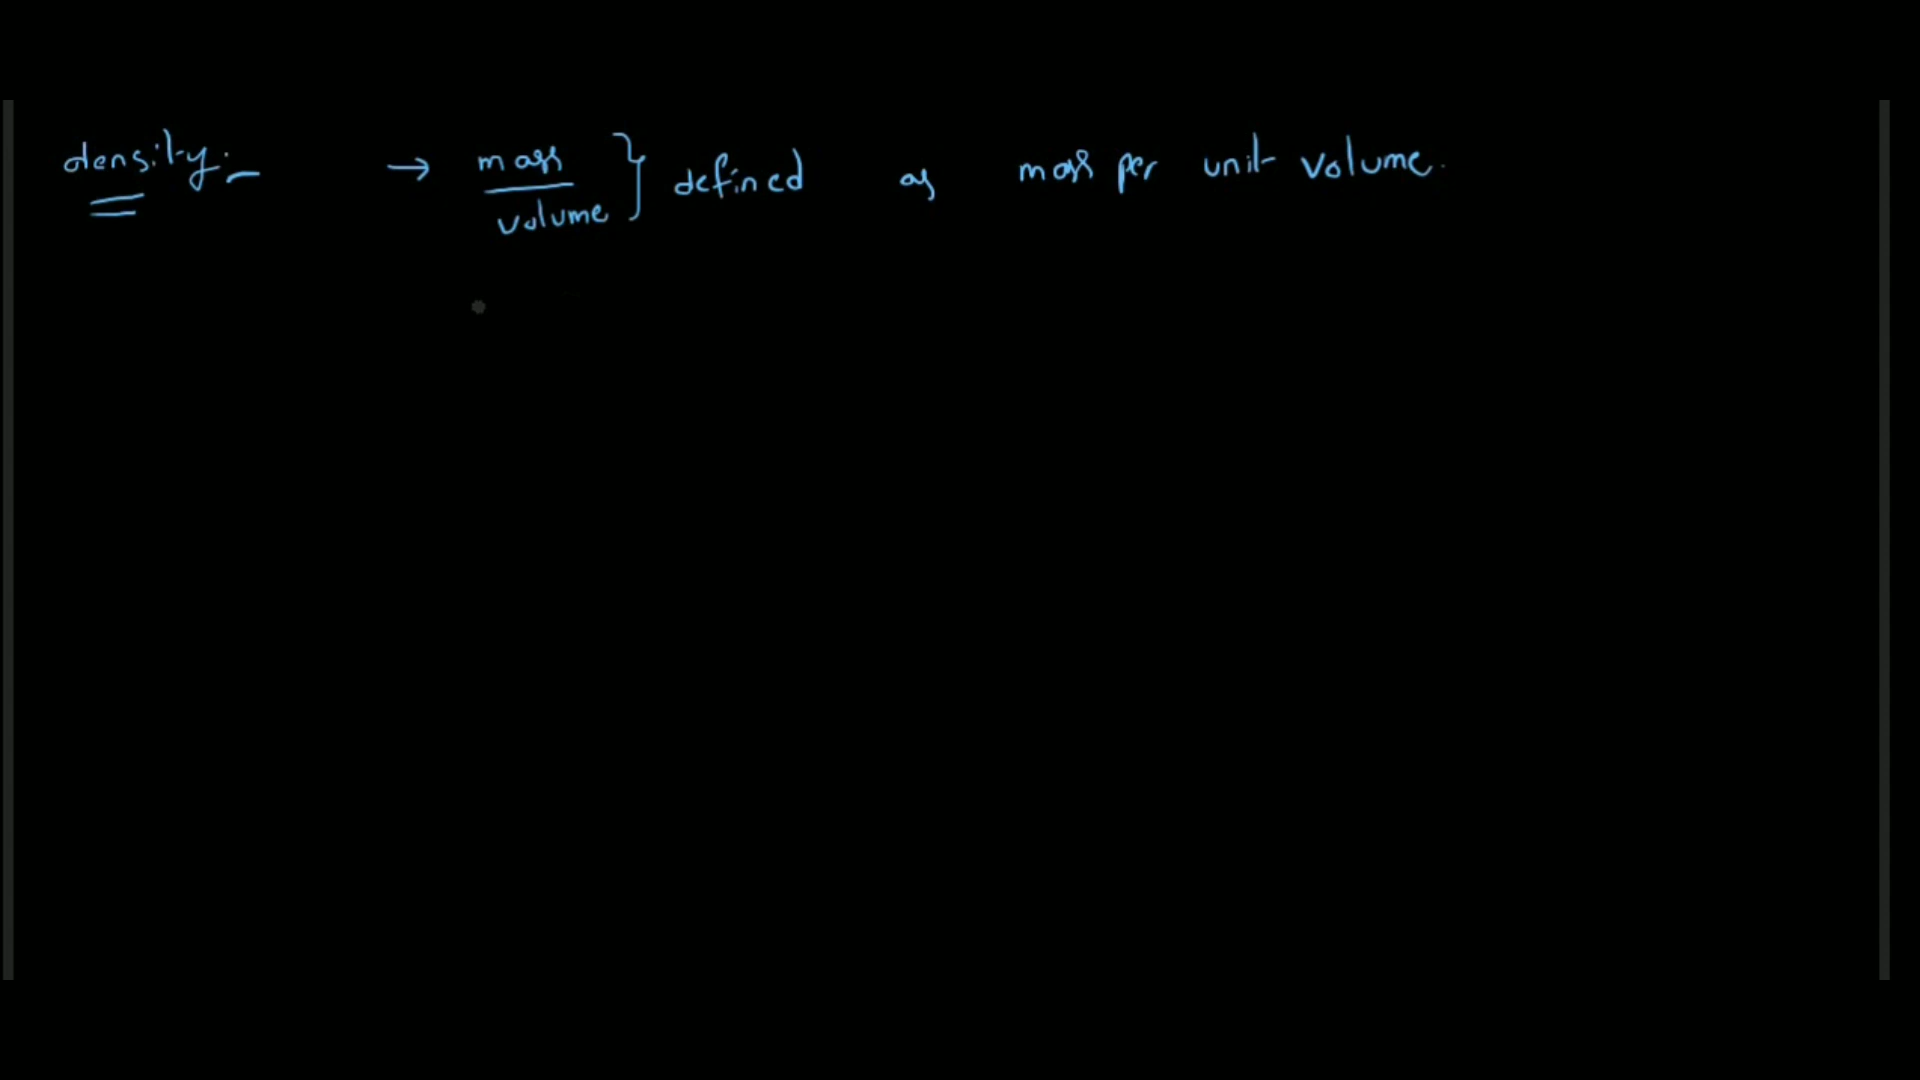 density:- → mass } defined as mass per unit volume.
volume